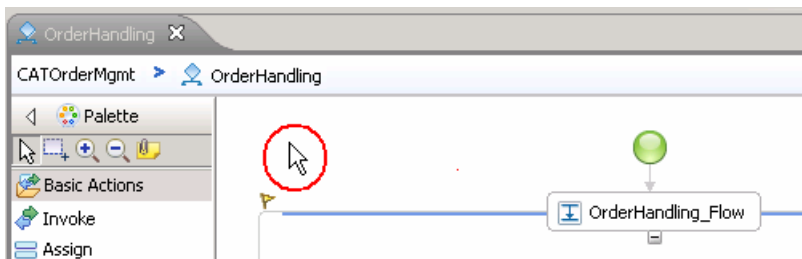 OrderHandling
CATOrderMgmt > OrderHandling
Palette
Basic Actions
OrderHandling_Flow
Invoke
Assign